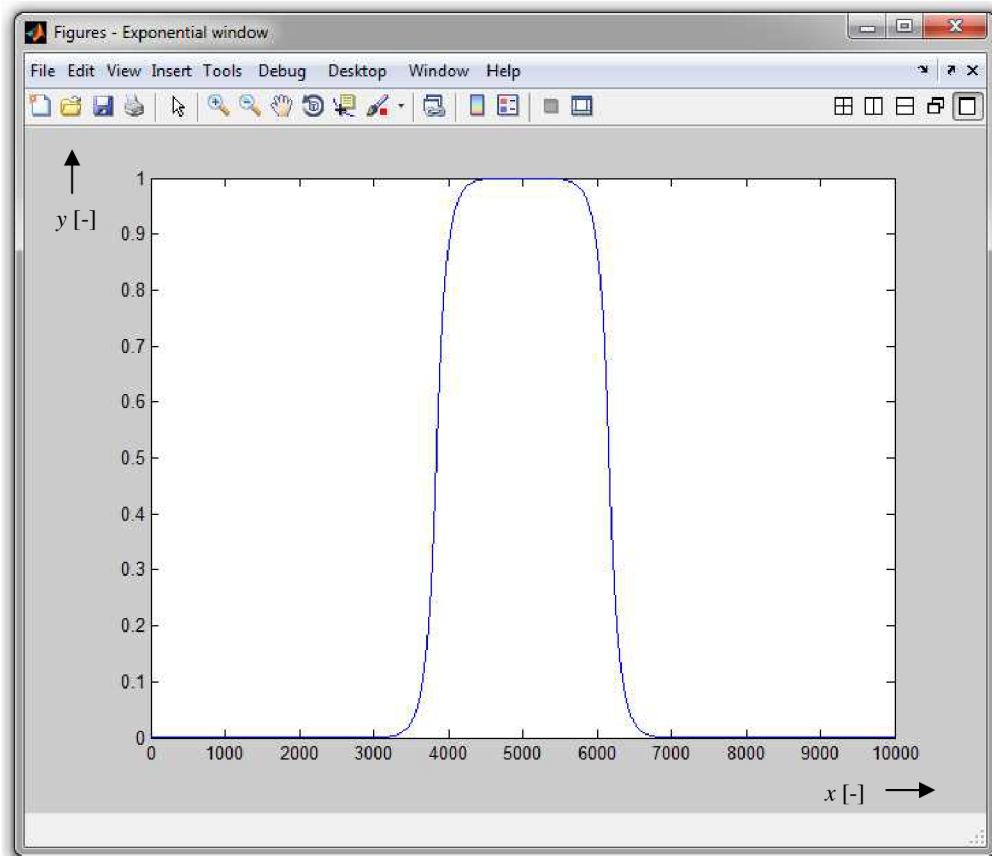 Figures - Exponential window
File Edit View Insert Tools Debug Desktop Window Help
y [-]
1
0.9
0.8
0.7
0.6
0.5
0.4
0.3
0.2
0.1
0
0 1000 2000 3000 4000 5000 6000 7000 8000 9000 10000
x [-]